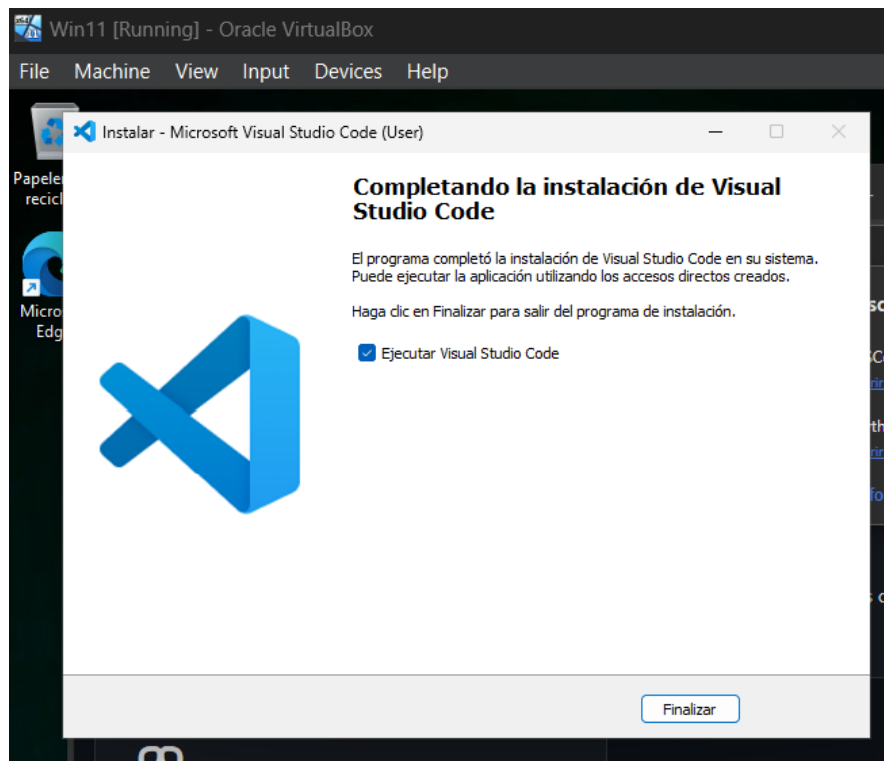 Win11 [Running] - Oracle VirtualBox
File Machine View Input Devices Help
Instalar - Microsoft Visual Studio Code (User)
Completando la instalación de Visual
Studio Code
El programa completó la instalación de Visual Studio Code en su sistema.
Puede ejecutar la aplicación utilizando los accesos directos creados.
Haga clic en Finalizar para salir del programa de instalación.
Ejecutar Visual Studio Code
Finalizar